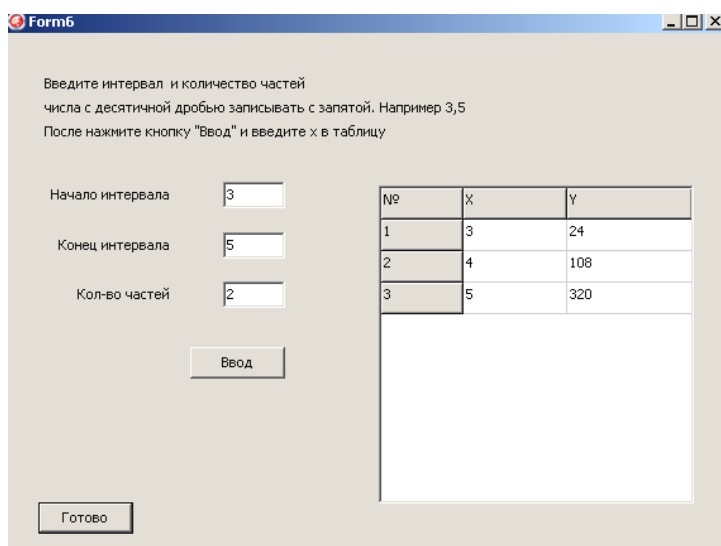 Form6
Введите интервал и количество частей
числа с десятичной дробью записывать с запятой. Например 3,5
После нажмите кнопку "Ввод" и введите x в таблицу
Начало интервала 3
Конец интервала 5
Кол-во частей 2
Ввод
№ X Y
1 3 24
2 4 108
3 5 320
Готово